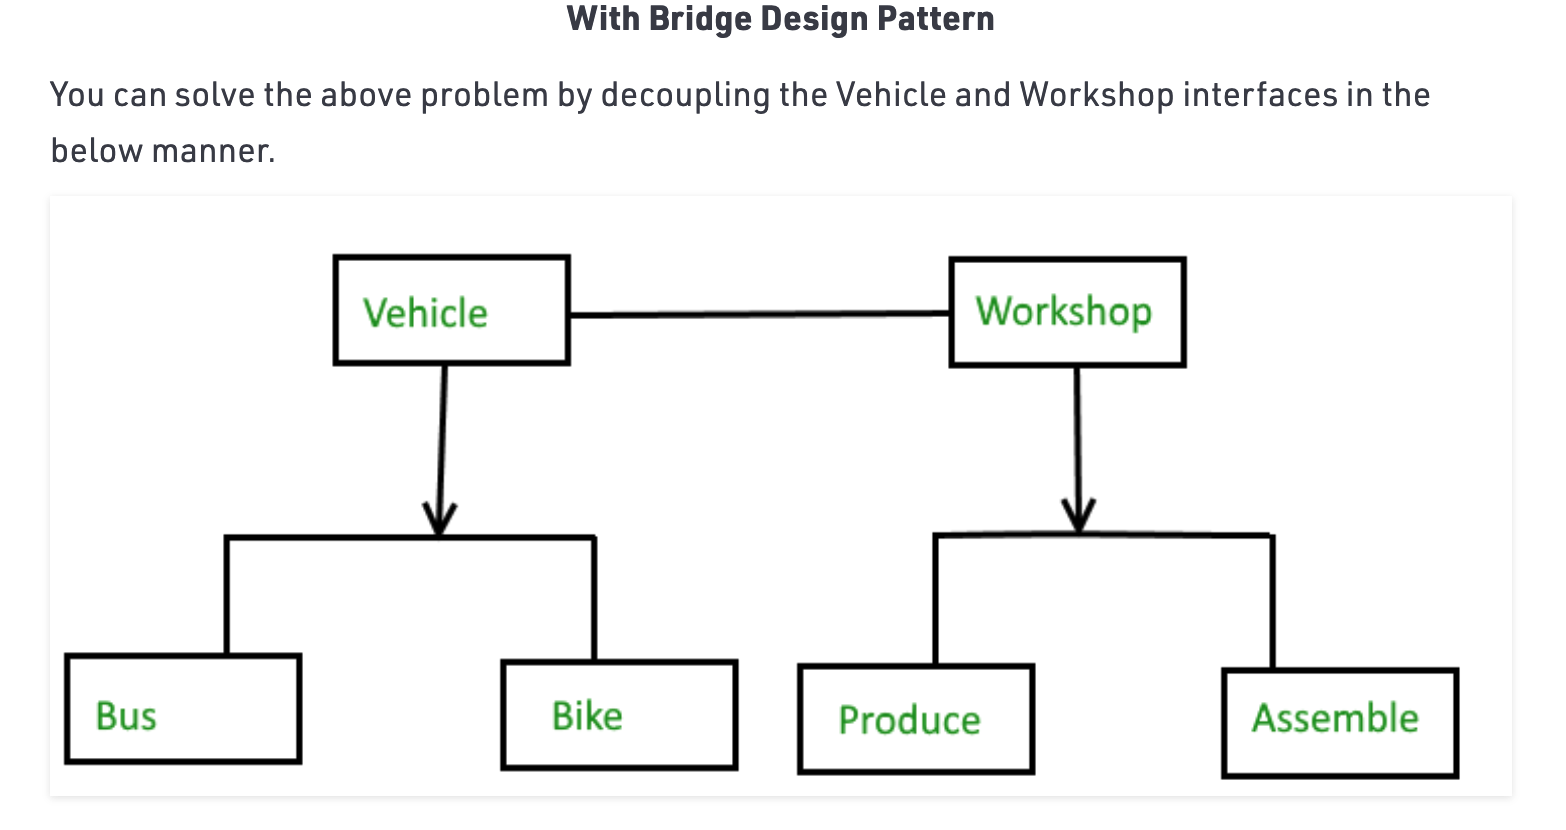 With Bridge Design Pattern
You can solve the above problem by decoupling the Vehicle and Workshop interfaces in the
below manner.
Vehicle
Workshop
Bus
Bike
Produce
Assemble